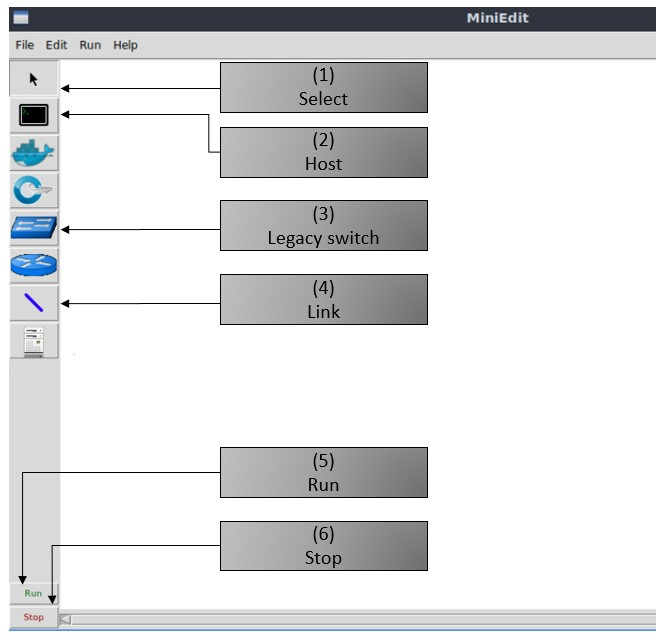 MiniEdit
File Edit Run Help
(1)
Select
(2)
Host
(3)
Legacy switch
(4)
Link
(5)
Run
(6)
Stop
Run
Stop